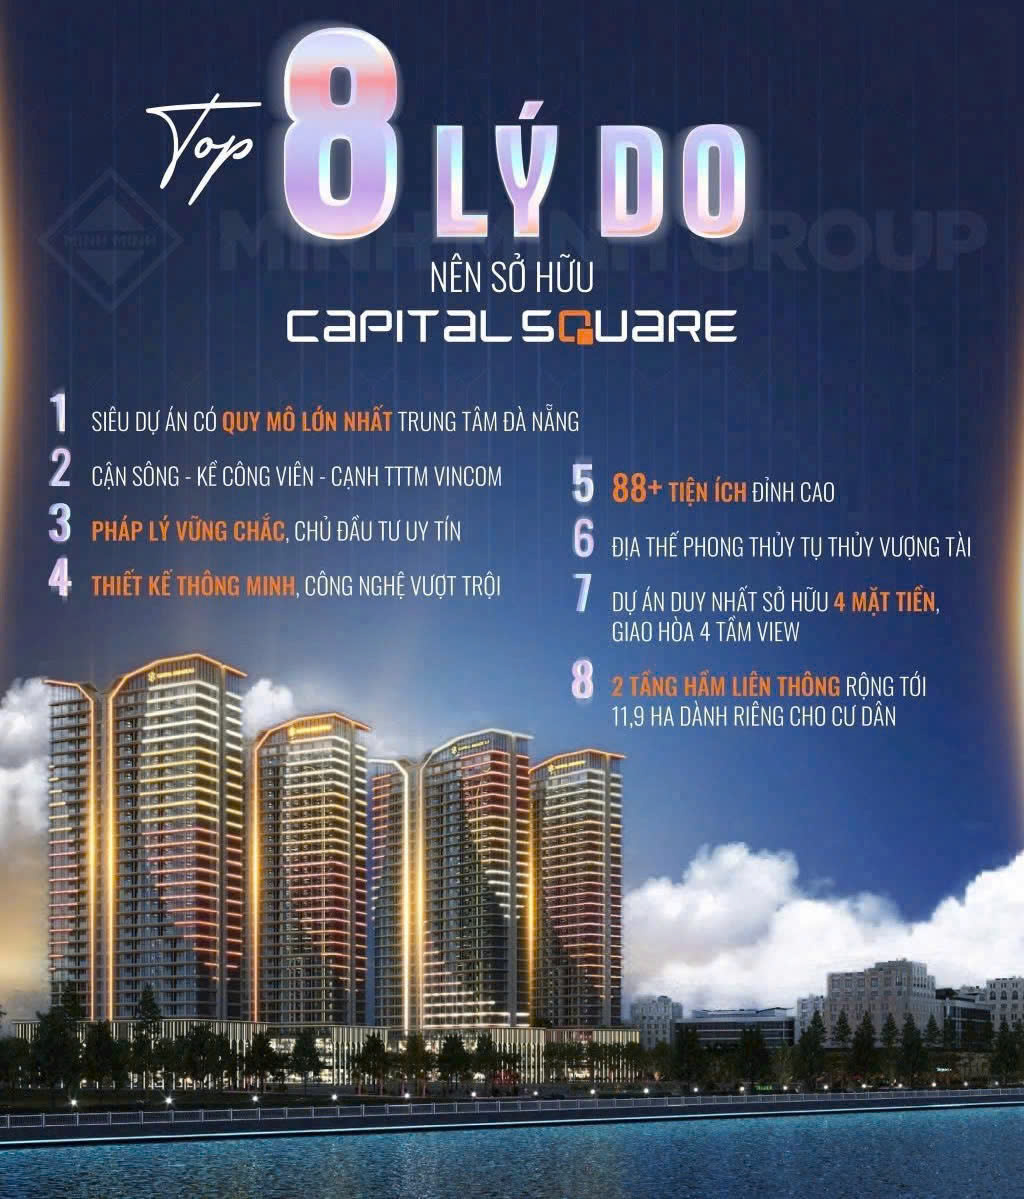 Top 8 LÝ DO
MINH MINH
MINH MINH GROUP
NÊN SỞ HỮU
CAPITAL SQUARE
1 SIÊU DỰ ÁN CÓ QUY MÔ LỚN NHẤT TRUNG TÂM ĐÀ NẴNG
2 CẬN SÔNG - KỀ CÔNG VIÊN - CẠNH TTTM VINCOM
3 PHÁP LÝ VỮNG CHẮC, CHỦ ĐẦU TƯ UY TÍN
4 THIẾT KẾ THÔNG MINH, CÔNG NGHỆ VƯỢT TRỘI
5 88+ TIỆN ÍCH ĐỈNH CAO
6 ĐỊA THẾ PHONG THỦY TỤ THỦY VƯỢNG TÀI
7 DỰ ÁN DUY NHẤT SỞ HỮU 4 MẶT TIỀN,
GIAO HÒA 4 TẦM VIEW
8 2 TẦNG HẦM LIÊN THÔNG RỘNG TỚI
11,9 HA DÀNH RIÊNG CHO CƯ DÂN